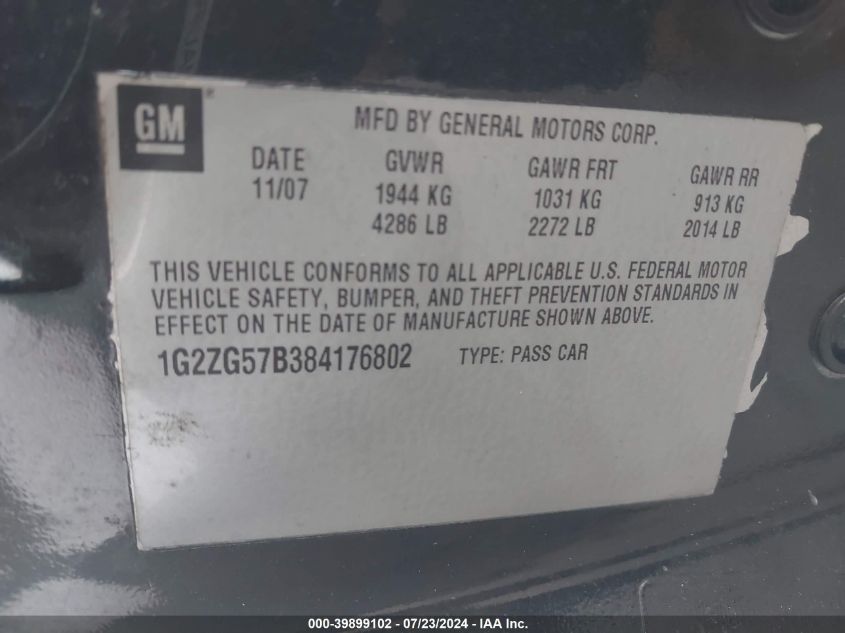 GM®
MFD BY GENERAL MOTORS CORP.
DATE GVWR GAWR FRT GAWR RR
11/07 1944 KG 1031 KG 913 KG
4286 LB 2272 LB 2014 LB
THIS VEHICLE CONFORMS TO ALL APPLICABLE U.S. FEDERAL MOTOR
VEHICLE SAFETY, BUMPER, AND THEFT PREVENTION STANDARDS IN
EFFECT ON THE DATE OF MANUFACTURE SHOWN ABOVE.
1G2ZG57B384176802 TYPE: PASS CAR
000-39899102 - 07/23/2024 - IAA Inc.